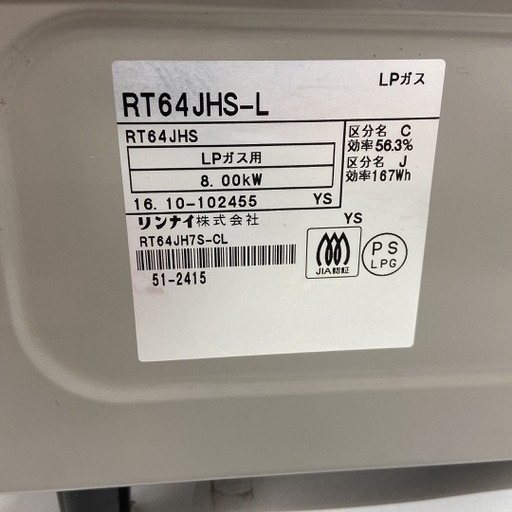 LPガス
RT64JHS-L
RT64JHS
LPガス用
8.00kW
16.10-102455 YS
区分名 C
効率56.3%
区分名 J
効率167Wh
リンナイ株式会社
YS
RT64JH7S-CL
51-2415
JIA認証
PS
LPG